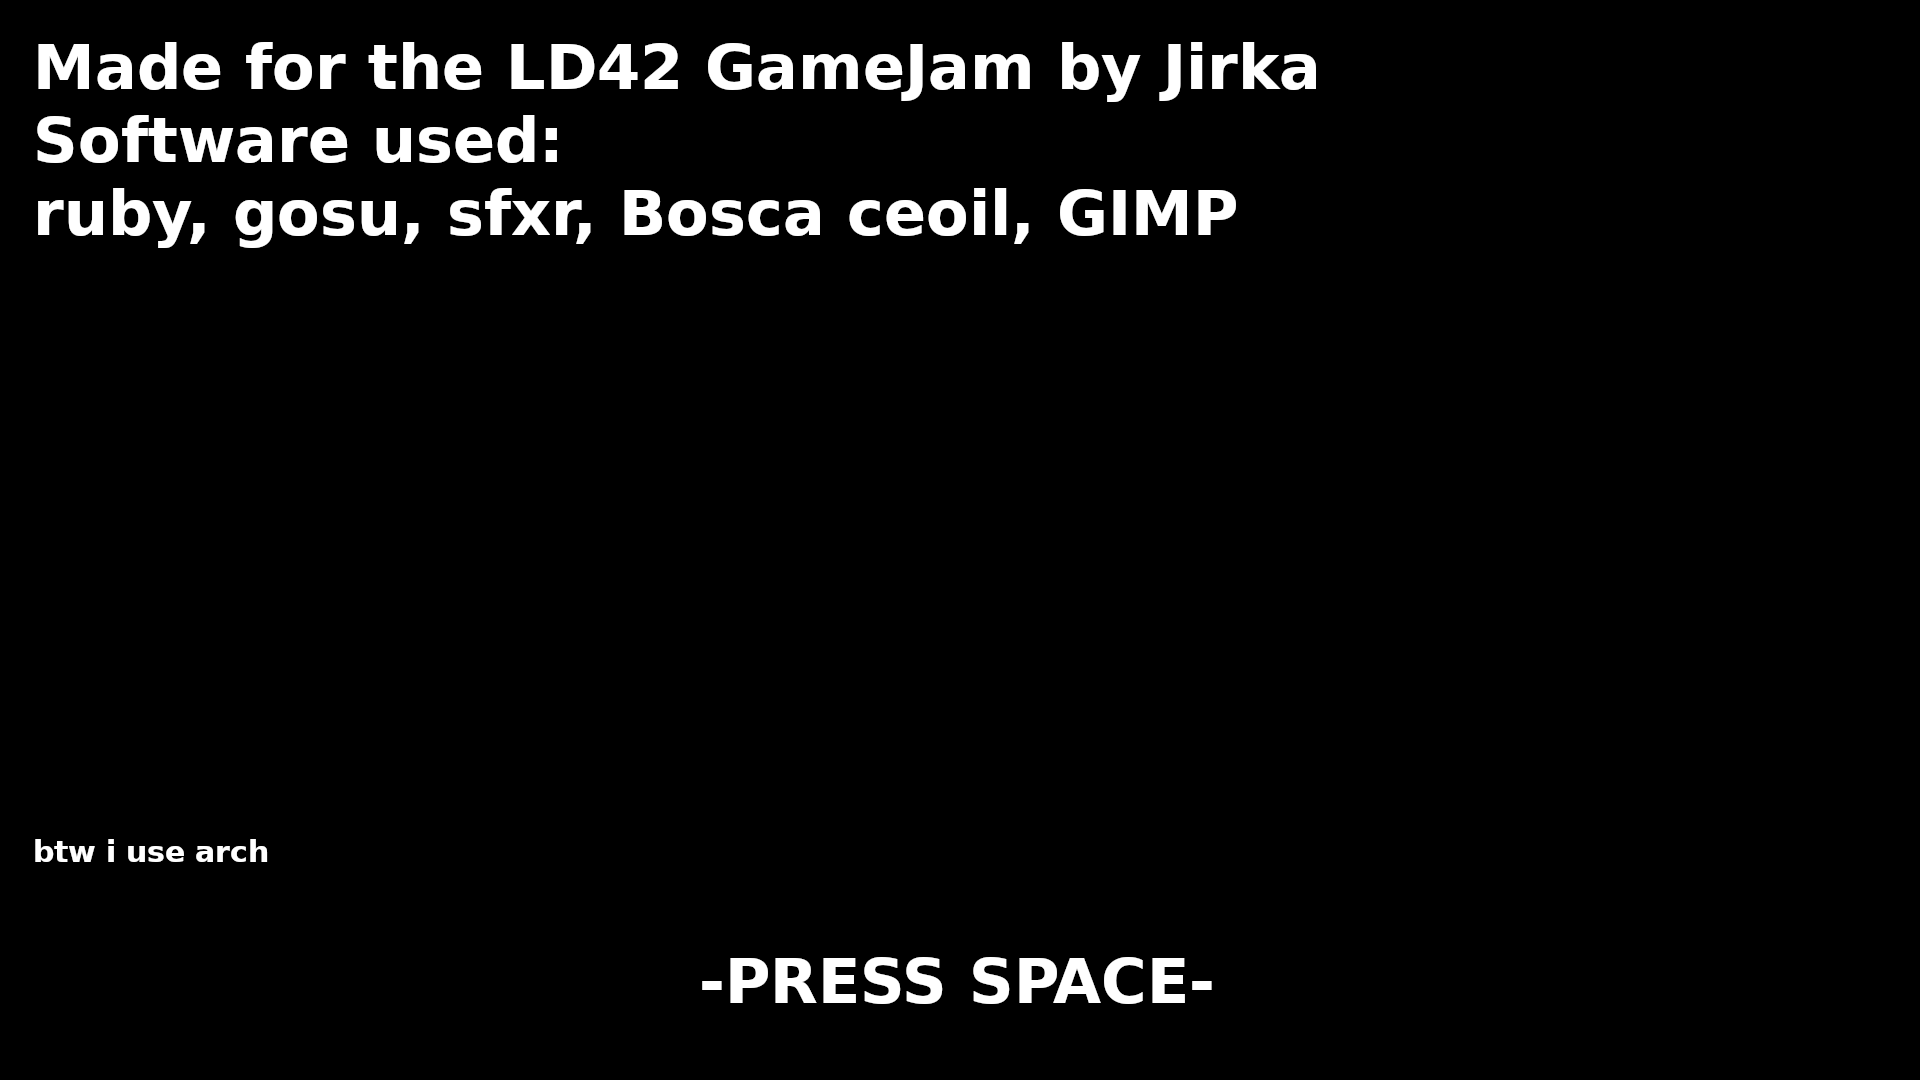 Made for the LD42 GameJam by Jirka
Software used:
ruby, gosu, sfxr, Bosca ceoil, GIMP
btw i use arch
-PRESS SPACE-